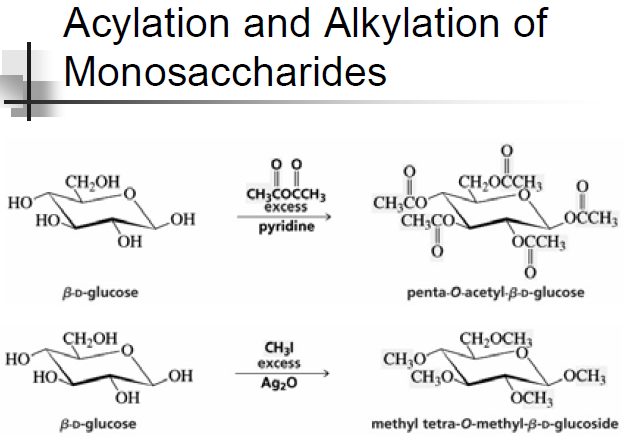 Acylation and Alkylation of
Monosaccharides
CH₂OH
O
HO
HO
OH
OH
β-D-glucose
O O
CH₃COCCH₃
excess
pyridine
O
CH₂OCCH₃
O
O
O
CH₃CO
CH₃CO
OCCH₃
OCCH₃
O
O
penta-O-acetyl-β-D-glucose
CH₂OH
O
HO
HO
OH
OH
β-D-glucose
CH₃I
excess
Ag₂O
CH₂OCH₃
O
CH₃O
CH₃O
OCH₃
OCH₃
methyl tetra-O-methyl-β-D-glucoside